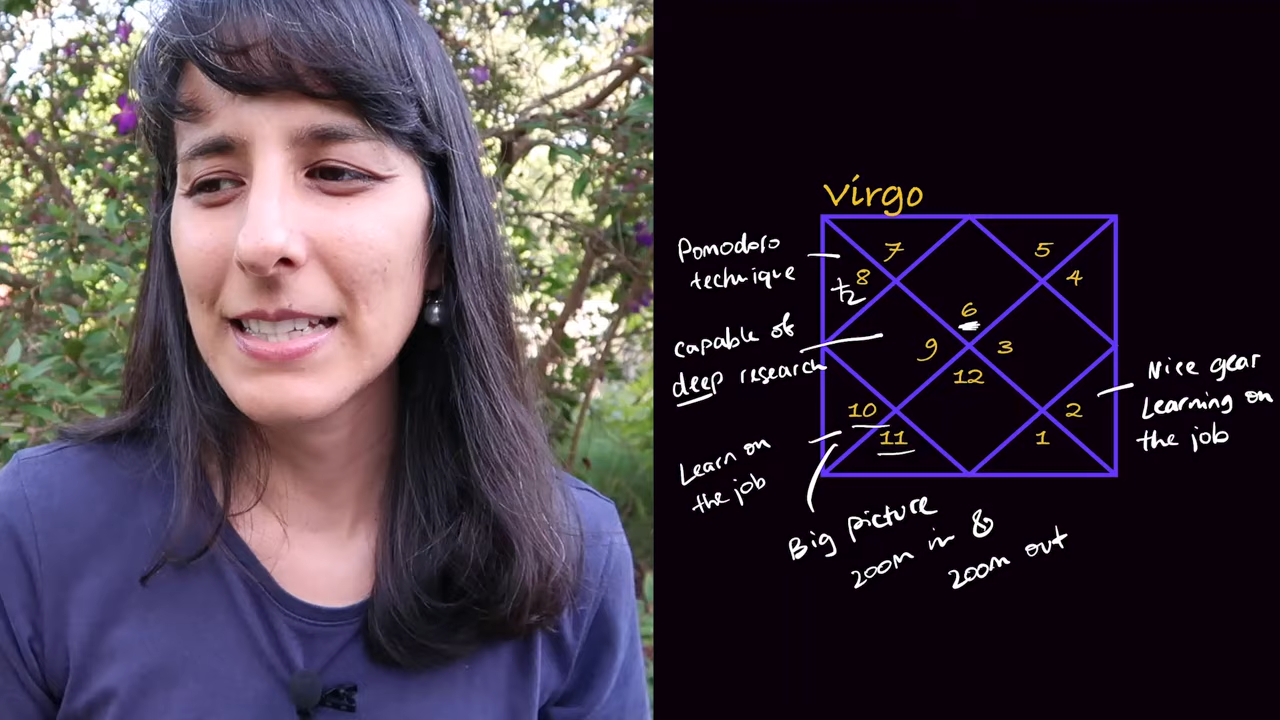 Virgo
Pomodoro
technique
7
8
5
4
6
capable of
deep research
9
3
12
10
11
2
1
Nice gear
Learning on
the job
Learn on
the job
Big picture
zoom in &
zoom out